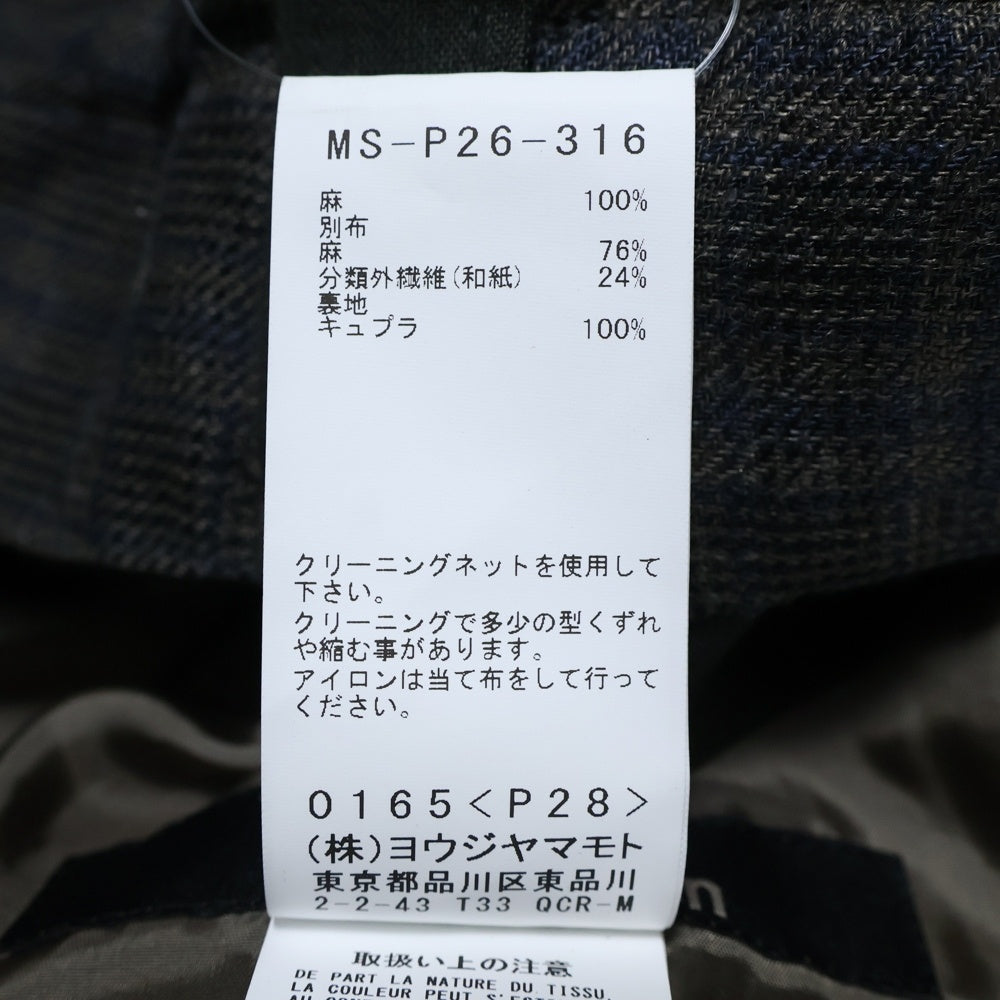 MS-P26-316
麻 100%
別布
麻 76%
分類外繊維(和紙) 24%
裏地
キュプラ 100%
クリーニングネットを使用して
下さい。
クリーニングで多少の型くずれ
や縮む事があります。
アイロンは当て布をして行って
ください。
0165<P28>
(株)ヨウジヤマモト
東京都品川区東品川
2-2-43 T33 QCR-M
取扱い上の注意
DE PART LA NATURE DU TISSU,
LA COULEUR PEUT